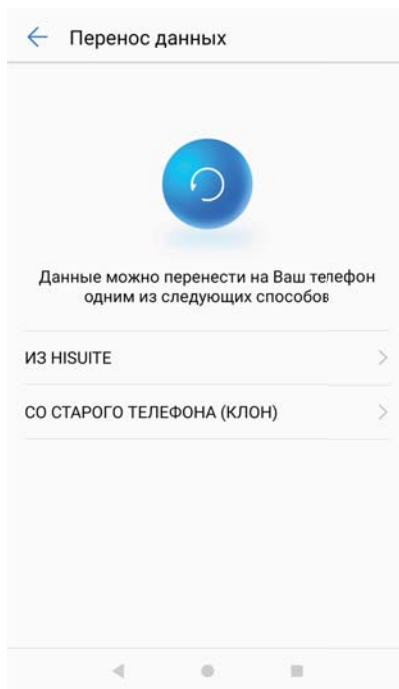 Перенос данных
Данные можно перенести на Ваш телефон
одним из следующих способов
ИЗ HISUITE
СО СТАРОГО ТЕЛЕФОНА (КЛОН)